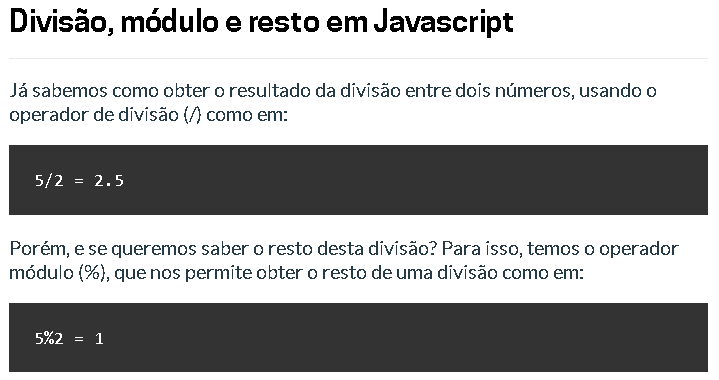 Divisão, módulo e resto em Javascript
Já sabemos como obter o resultado da divisão entre dois números, usando o
operador de divisão (/) como em:
5/2 = 2.5
Porém, e se queremos saber o resto desta divisão? Para isso, temos o operador
módulo (%), que nos permite obter o resto de uma divisão como em:
5%2 = 1